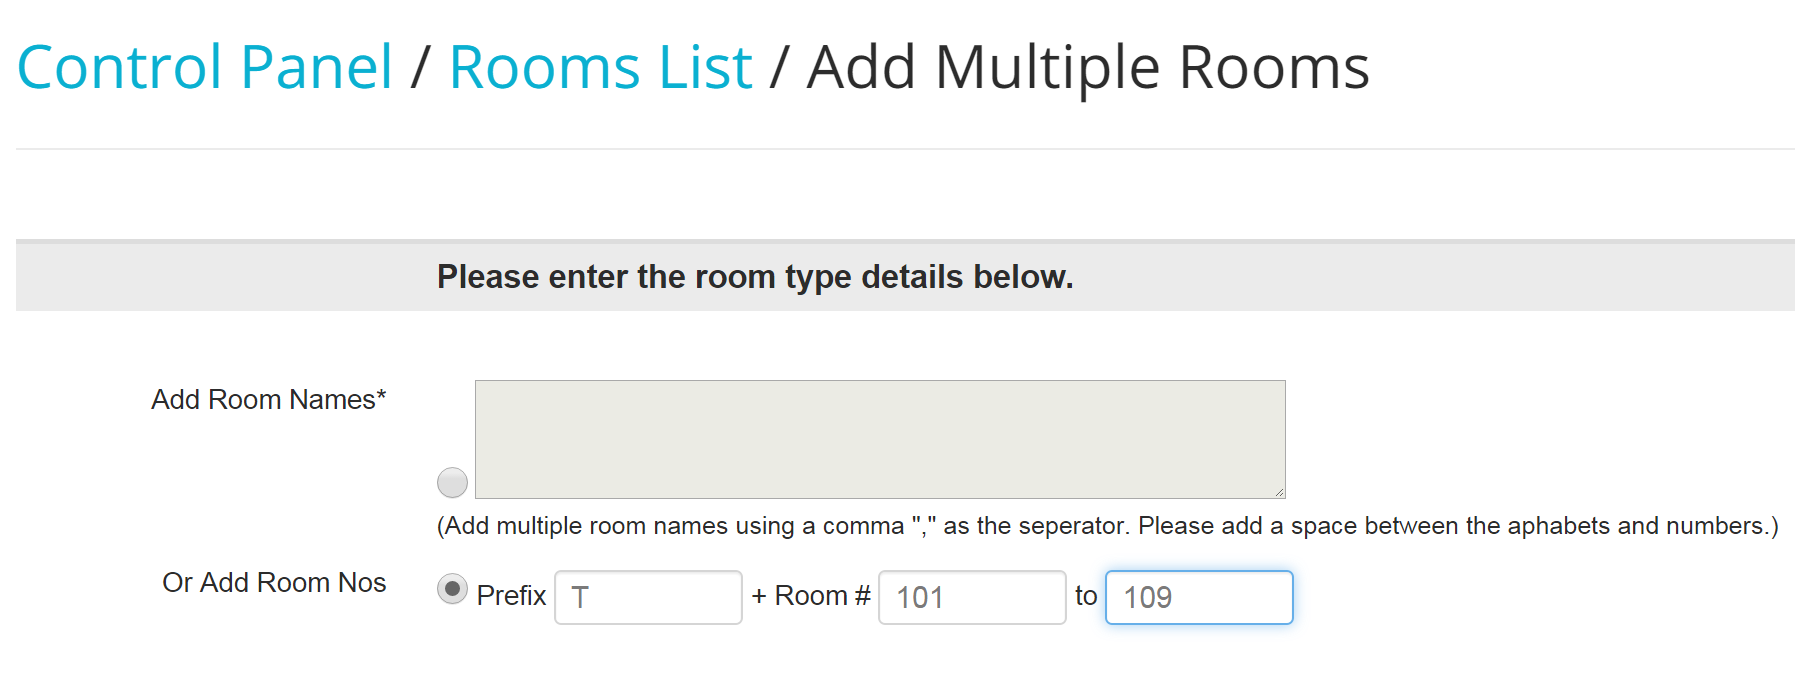 Control Panel / Rooms List / Add Multiple Rooms
Please enter the room type details below.
Add Room Names*
(Add multiple room names using a comma "," as the seperator. Please add a space between the aphabets and numbers.)
Or Add Room Nos Prefix T + Room # 101 to 109